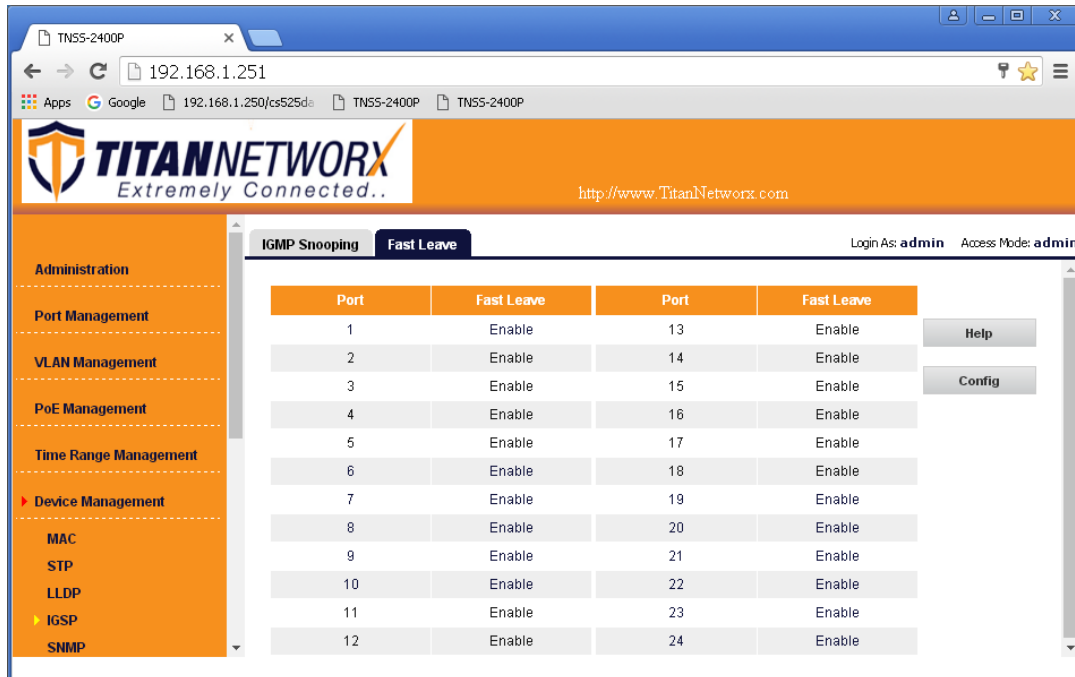 TNSS-2400P
192.168.1.251
Apps Google 192.168.1.250/cs525da TNSS-2400P TNSS-2400P
TITANNETWORX
Extremely Connected..
http://www.TitanNetworx.com
IGMP Snooping Fast Leave Login As: admin Access Mode: admin
Administration
Port Management
VLAN Management
PoE Management
Time Range Management
Device Management
MAC
STP
LLDP
IGSP
SNMP
Port Fast Leave Port Fast Leave
1 Enable 13 Enable
2 Enable 14 Enable
3 Enable 15 Enable
4 Enable 16 Enable
5 Enable 17 Enable
6 Enable 18 Enable
7 Enable 19 Enable
8 Enable 20 Enable
9 Enable 21 Enable
10 Enable 22 Enable
11 Enable 23 Enable
12 Enable 24 Enable
Help
Config